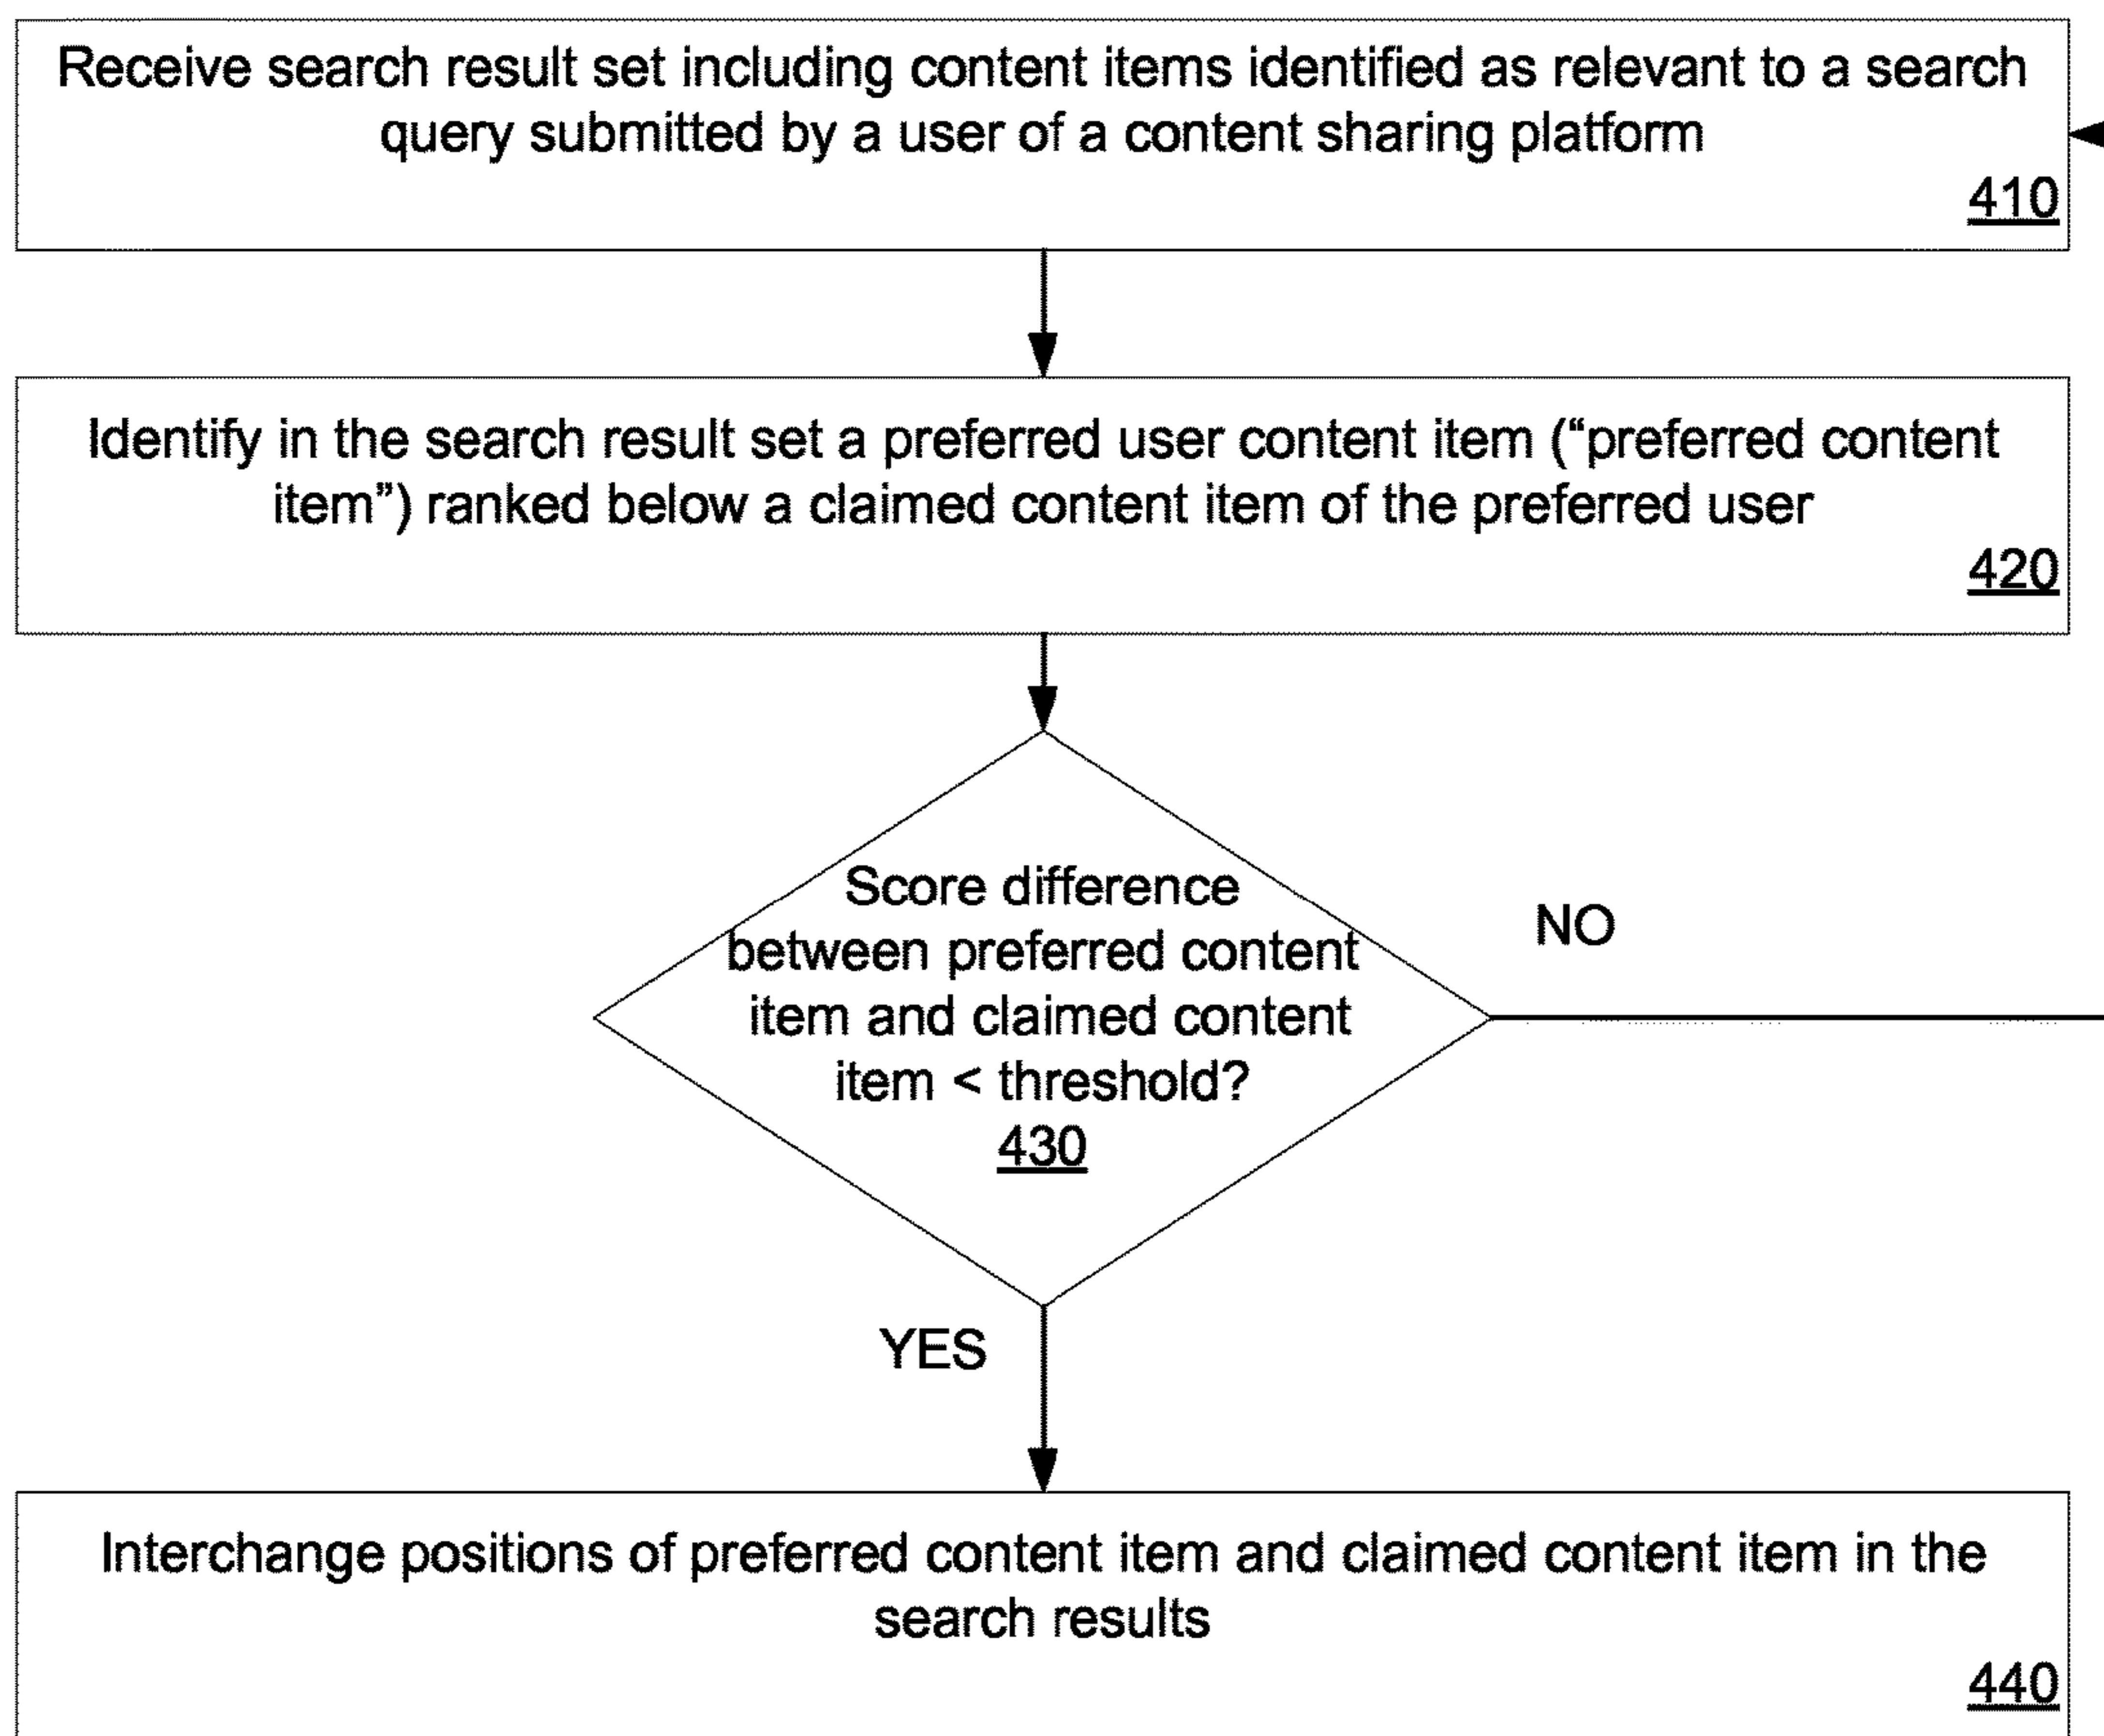 Receive search result set including content items identified as relevant to a search
query submitted by a user of a content sharing platform
410
Identify in the search result set a preferred user content item (“preferred content
item”) ranked below a claimed content item of the preferred user
420
Score difference
between preferred content
item and claimed content
item < threshold?
430
NO
YES
Interchange positions of preferred content item and claimed content item in the
search results
440